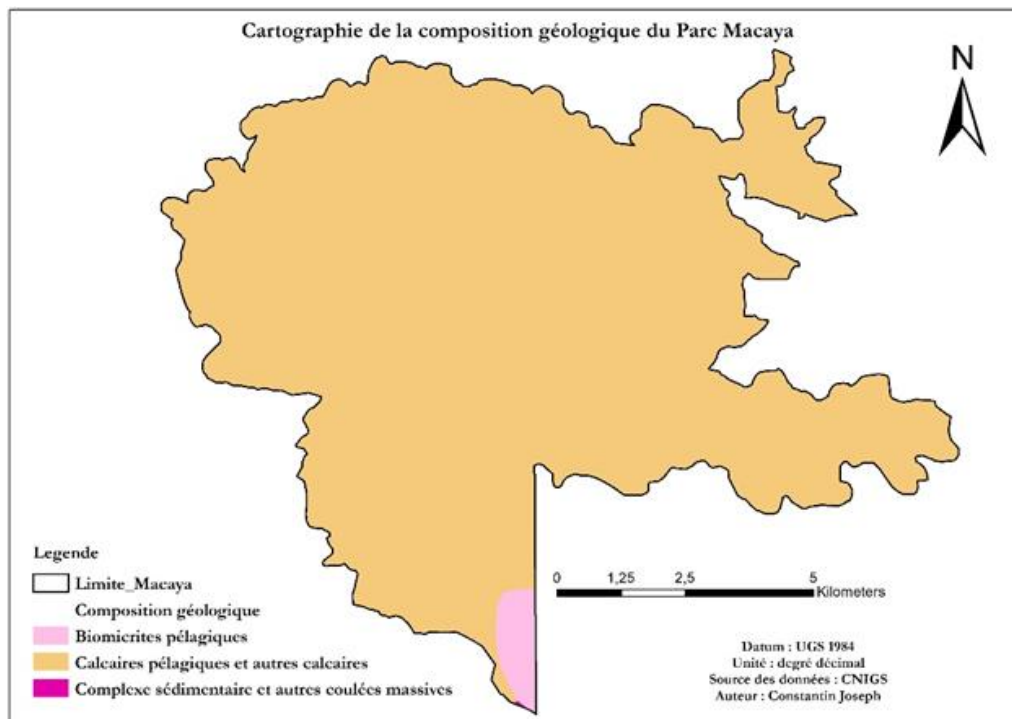 Cartographie de la composition géologique du Parc Macaya
N
Legende
Limite_Macaya
Composition géologique
Biomicrites pélagiques
Calcaires pélagiques et autres calcaires
Complexe sédimentaire et autres coulées massives
0 1,25 2,5 5
Kilometers
Datum : UGS 1984
Unité : degré décimal
Source des données : CNIGS
Auteur : Constantin Joseph